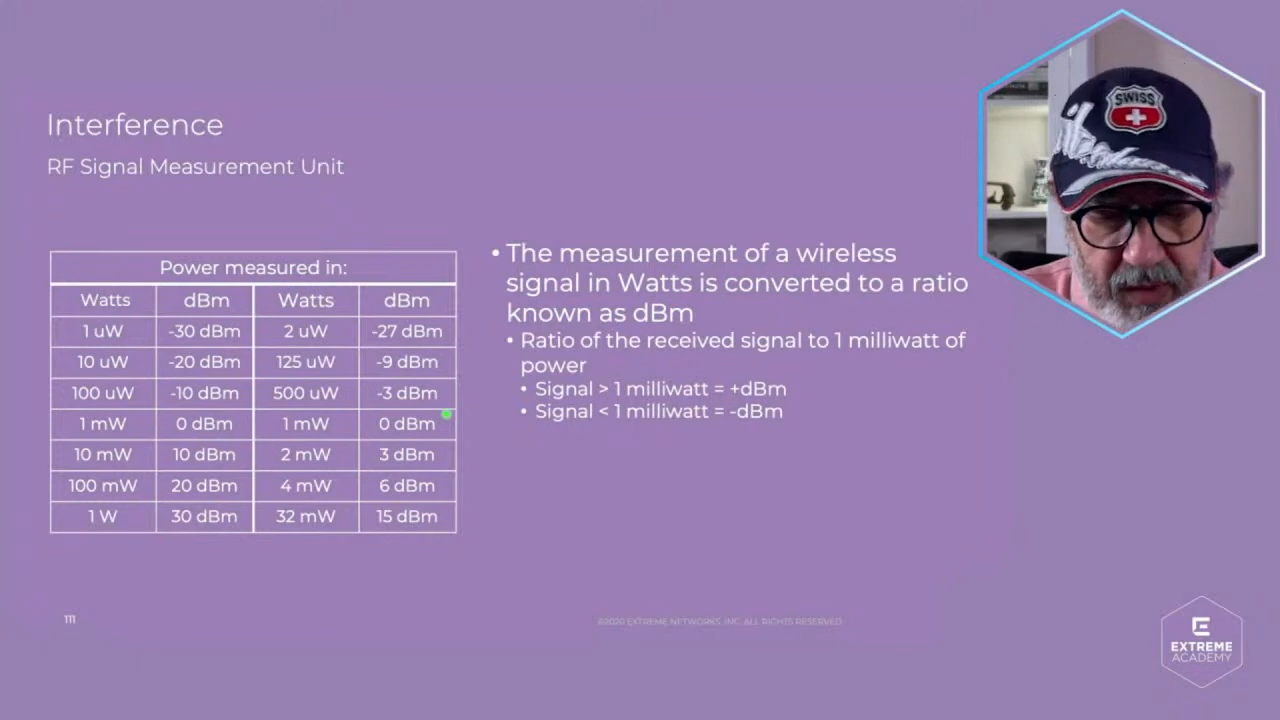 Interference
RF Signal Measurement Unit
Power measured in:
Watts dBm Watts dBm
1 uW -30 dBm 2 uW -27 dBm
10 uW -20 dBm 125 uW -9 dBm
100 uW -10 dBm 500 uW -3 dBm
1 mW 0 dBm 1 mW 0 dBm
10 mW 10 dBm 2 mW 3 dBm
100 mW 20 dBm 4 mW 6 dBm
1 W 30 dBm 32 mW 15 dBm
• The measurement of a wireless
signal in Watts is converted to a ratio
known as dBm
• Ratio of the received signal to 1 milliwatt of
power
• Signal > 1 milliwatt = +dBm
• Signal < 1 milliwatt = -dBm
SWISS
111
©2020 EXTREME NETWORKS, INC. ALL RIGHTS RESERVED.
EXTREME
ACADEMY